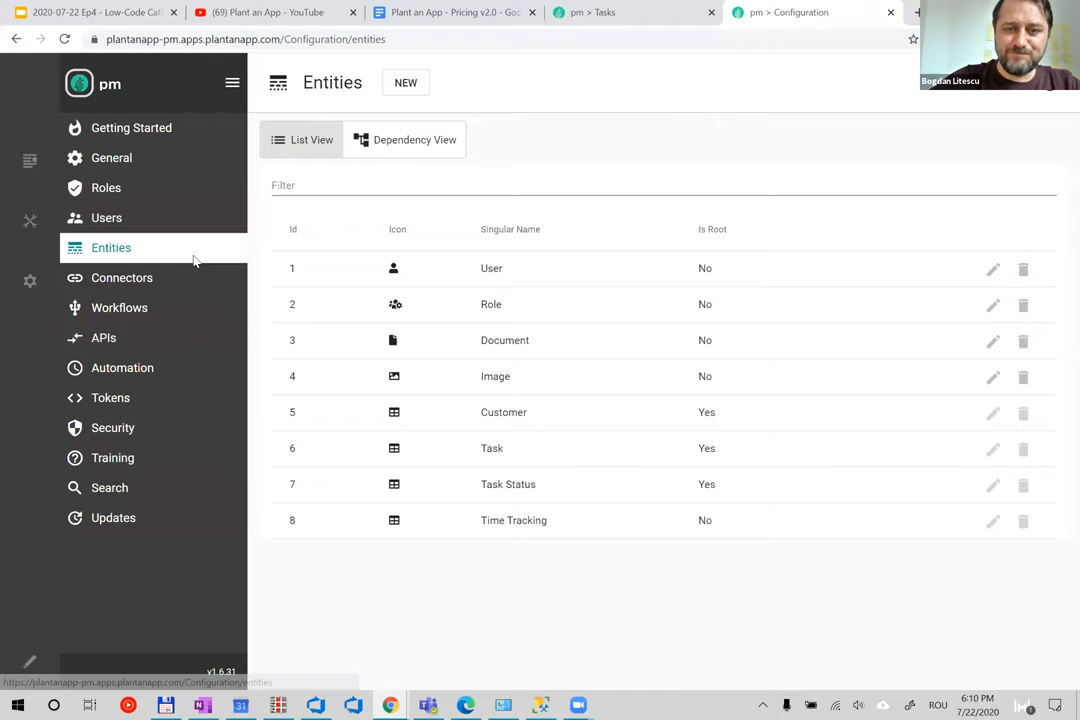 2020-07-22 Ep4 - Low-Code Caf
(69) Plant an App - YouTube
Plant an App - Pricing v2.0 - Goo
pm > Tasks
pm > Configuration
plantanapp-pm.apps.plantanapp.com/Configuration/entities
Bogdan Litescu
pm
Entities
NEW
Getting Started
General
Roles
Users
Entities
Connectors
Workflows
APIs
Automation
Tokens
Security
Training
Search
Updates
v1.6.31
List View
Dependency View
Filter
Id Icon Singular Name Is Root
1 User No
2 Role No
3 Document No
4 Image No
5 Customer Yes
6 Task Yes
7 Task Status Yes
8 Time Tracking No
https://plantanapp-pm.apps.plantanapp.com/Configuration/entities
31
ROU
6:10 PM
7/22/2020